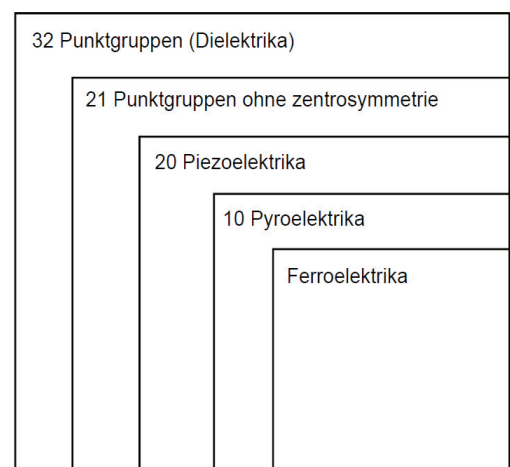 32 Punktgruppen (Dielektrika)
21 Punktgruppen ohne zentrosymmetrie
20 Piezoelektrika
10 Pyroelektrika
Ferroelektrika